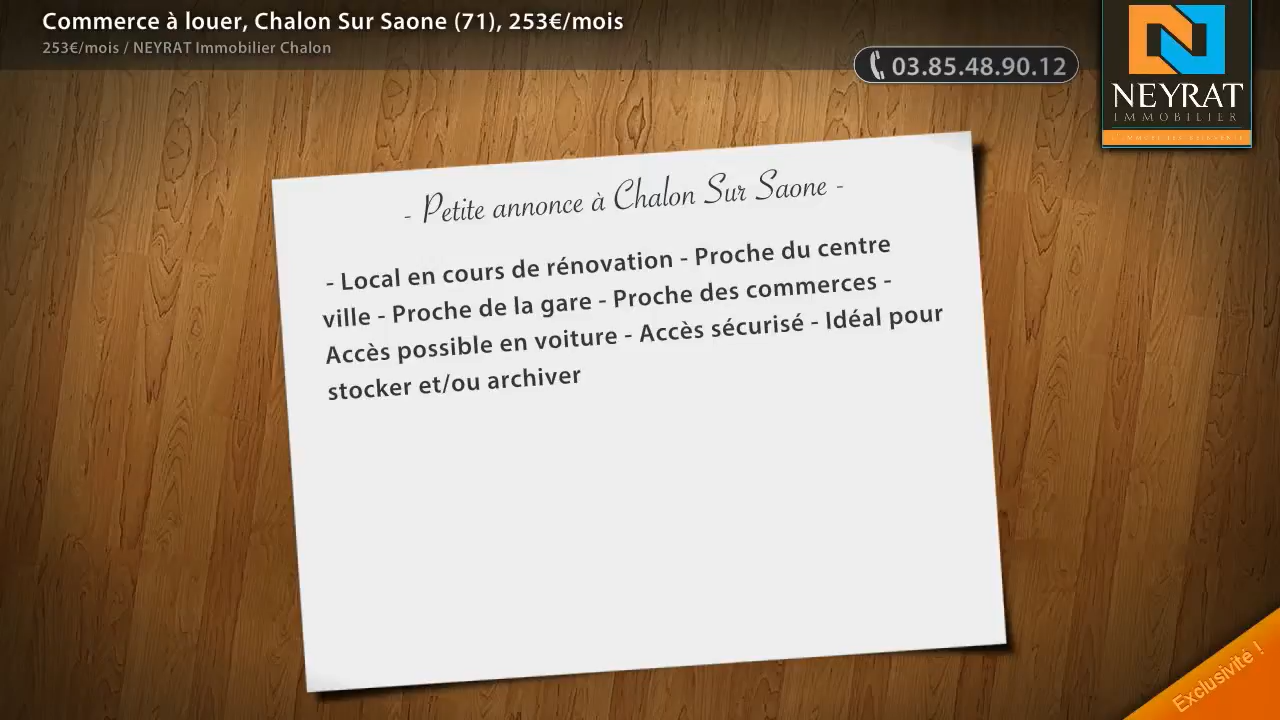 Commerce à louer, Chalon Sur Saone (71), 253€/mois
253€/mois / NEYRAT Immobilier Chalon
03.85.48.90.12
NEYRAT
IMMOBILIER
- Petite annonce à Chalon Sur Saone -
- Local en cours de rénovation - Proche du centre
ville - Proche de la gare - Proche des commerces -
Accès possible en voiture - Accès sécurisé - Idéal pour
stocker et/ou archiver
Exclusivité !